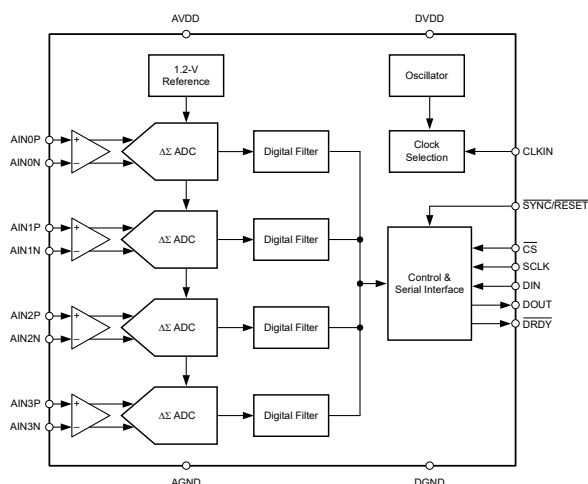 AVDD
DVDD
1.2-V
Reference
Oscillator
AIN0P
+
AIN0N
–
ΔΣ ADC
Digital Filter
Clock
Selection
CLKIN
SYNC/RESET
AIN1P
+
AIN1N
–
ΔΣ ADC
Digital Filter
Control &
Serial Interface
CS
SCLK
DIN
DOUT
DRDY
AIN2P
+
AIN2N
–
ΔΣ ADC
Digital Filter
AIN3P
+
AIN3N
–
ΔΣ ADC
Digital Filter
AGND
DGND